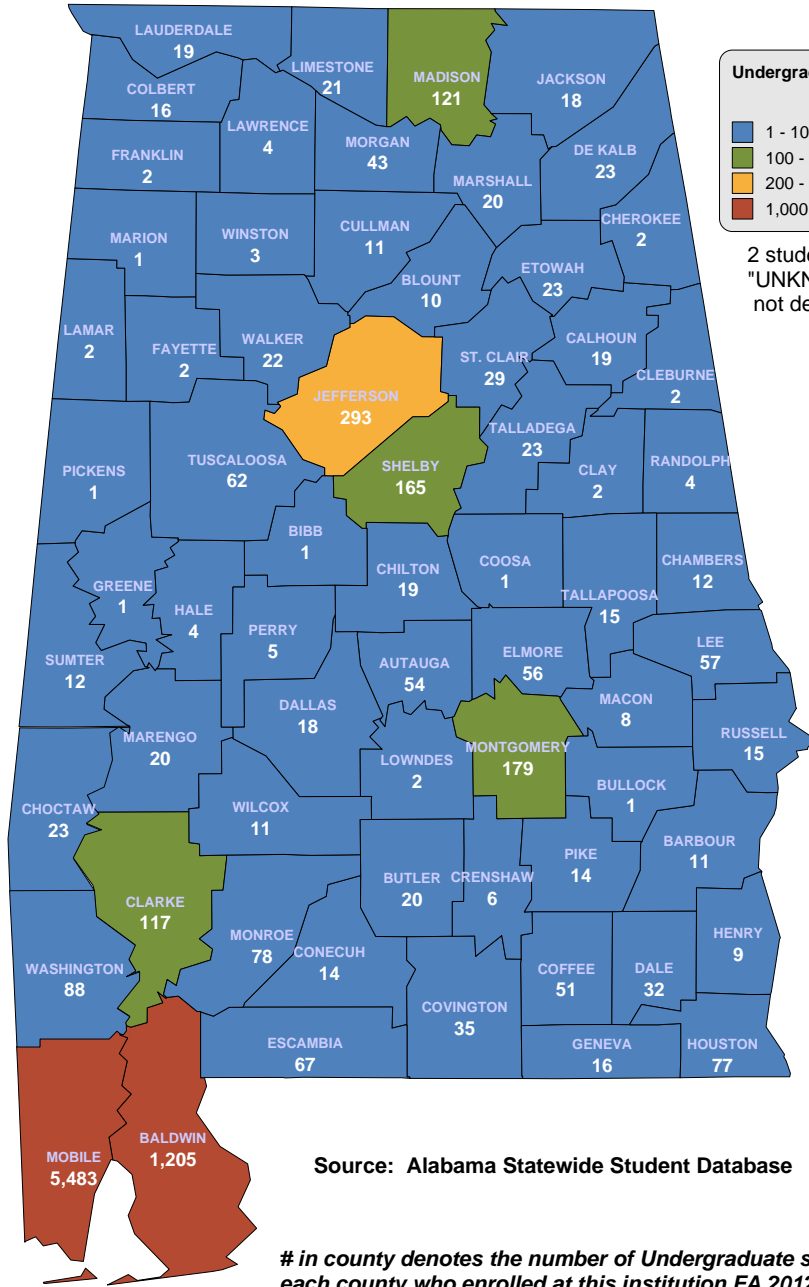 LAUDERDALE
19
LIMESTONE
21
MADISON
121
JACKSON
18
COLBERT
16
LAWRENCE
4
MORGAN
43
FRANKLIN
2
MARSHALL
20
DE KALB
23
CHEROKEE
2
MARION
1
WINSTON
3
CULLMAN
11
BLOUNT
10
ETOWAH
23
LAMAR
2
FAYETTE
2
WALKER
22
JEFFERSON
293
ST. CLAIR
29
CALHOUN
19
CLEBURNE
2
PICKENS
1
TUSCALOOSA
62
SHELBY
165
TALLADEGA
23
CLAY
2
RANDOLPH
4
BIBB
1
GREENE
1
HALE
4
PERRY
5
CHILTON
19
COOSA
1
TALLAPOOSA
15
CHAMBERS
12
SUMTER
12
AUTAUGA
54
ELMORE
56
LEE
57
MARENGO
20
DALLAS
18
LOWNDES
2
MONTGOMERY
179
MACON
8
RUSSELL
15
CHOCTAW
23
WILCOX
11
BULLOCK
1
BARBOUR
11
CLARKE
117
BUTLER
20
CRENSHAW
6
PIKE
14
WASHINGTON
88
MONROE
78
CONECUH
14
COVINGTON
35
COFFEE
51
DALE
32
HENRY
9
ESCAMBIA
67
GENEVA
16
HOUSTON
77
MOBILE
5,483
BALDWIN
1,205
Undergra
1 - 10
100 -
200 -
1,000
2 stude
"UNKN
not de
Source: Alabama Statewide Student Database
# in county denotes the number of Undergraduate s
each county who enrolled at this institution FA